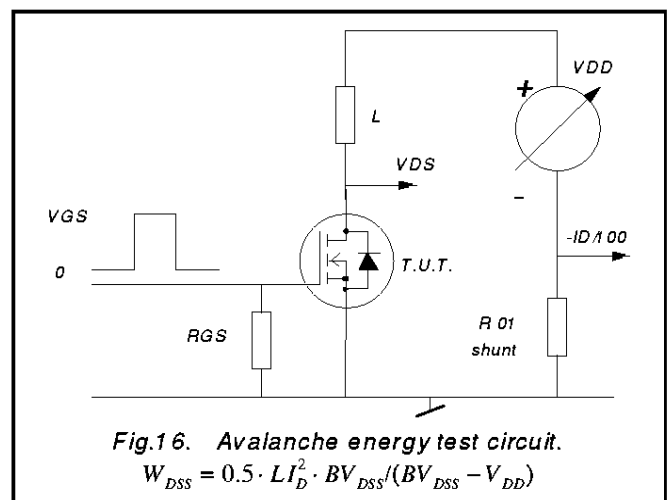 VDD
+
L
VDS
-
VGS
-ID/100
0
T.U.T.
RGS
R 01
shunt
Fig.16. Avalanche energy test circuit.
W_DSS = 0.5 · LI_D^2 · BV_DSS/(BV_DSS − V_DD)